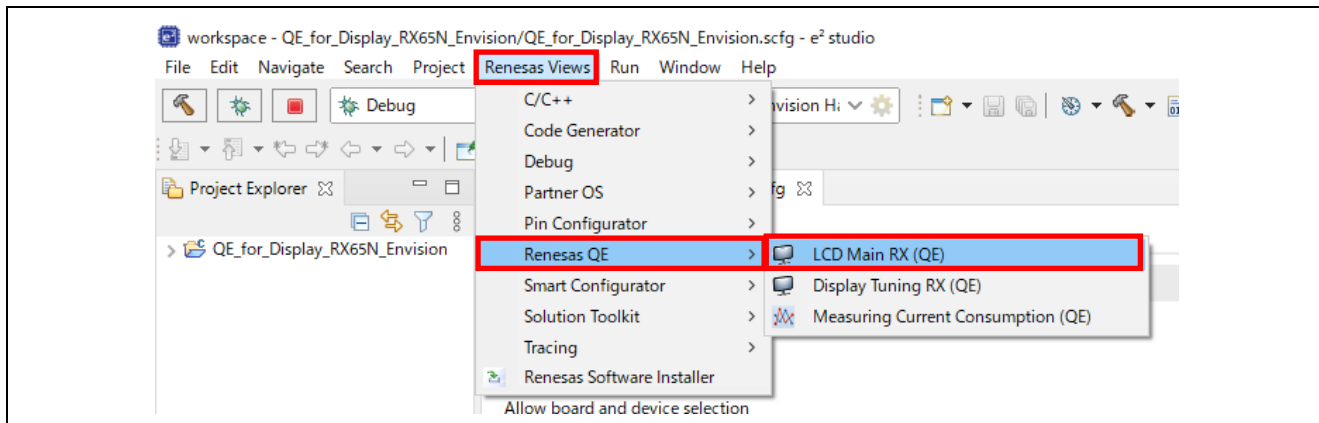 workspace - QE_for_Display_RX65N_Envision/QE_for_Display_RX65N_Envision.scfg - e² studio
File Edit Navigate Search Project Renesas Views Run Window Help
Debug
C/C++
Code Generator
Debug
Project Explorer
Partner OS
Pin Configurator
QE_for_Display_RX65N_Envision
Renesas QE
LCD Main RX (QE)
Smart Configurator
Display Tuning RX (QE)
Solution Toolkit
Measuring Current Consumption (QE)
Tracing
Renesas Software Installer
Allow board and device selection